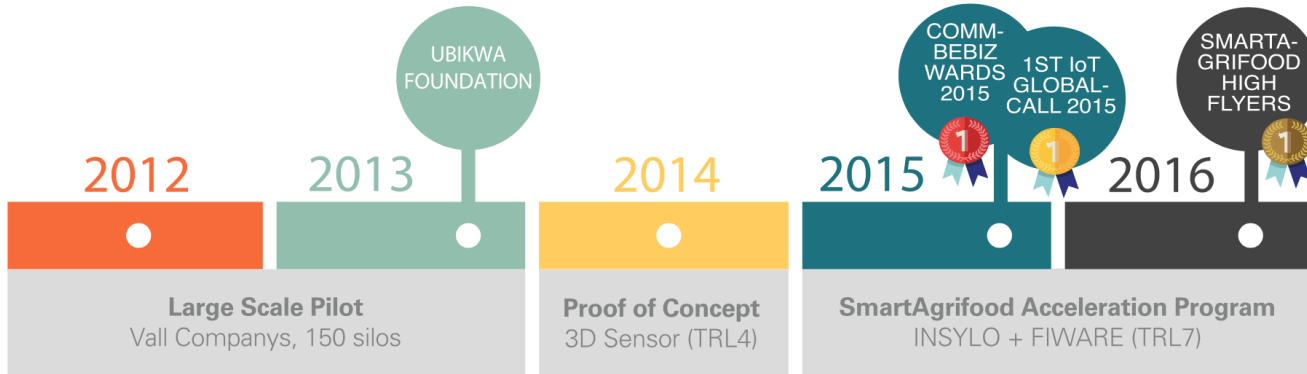 UBIKWA
FOUNDATION
COMM-
BEBIZ
WARDS
2015
1ST IoT
GLOBAL-
CALL 2015
SMARTA-
GRIFOOD
HIGH
FLYERS
1
1
1
2012
2013
2014
2015
2016
Large Scale Pilot
Vall Companys, 150 silos
Proof of Concept
3D Sensor (TRL4)
SmartAgrifood Acceleration Program
INSYLO + FIWARE (TRL7)